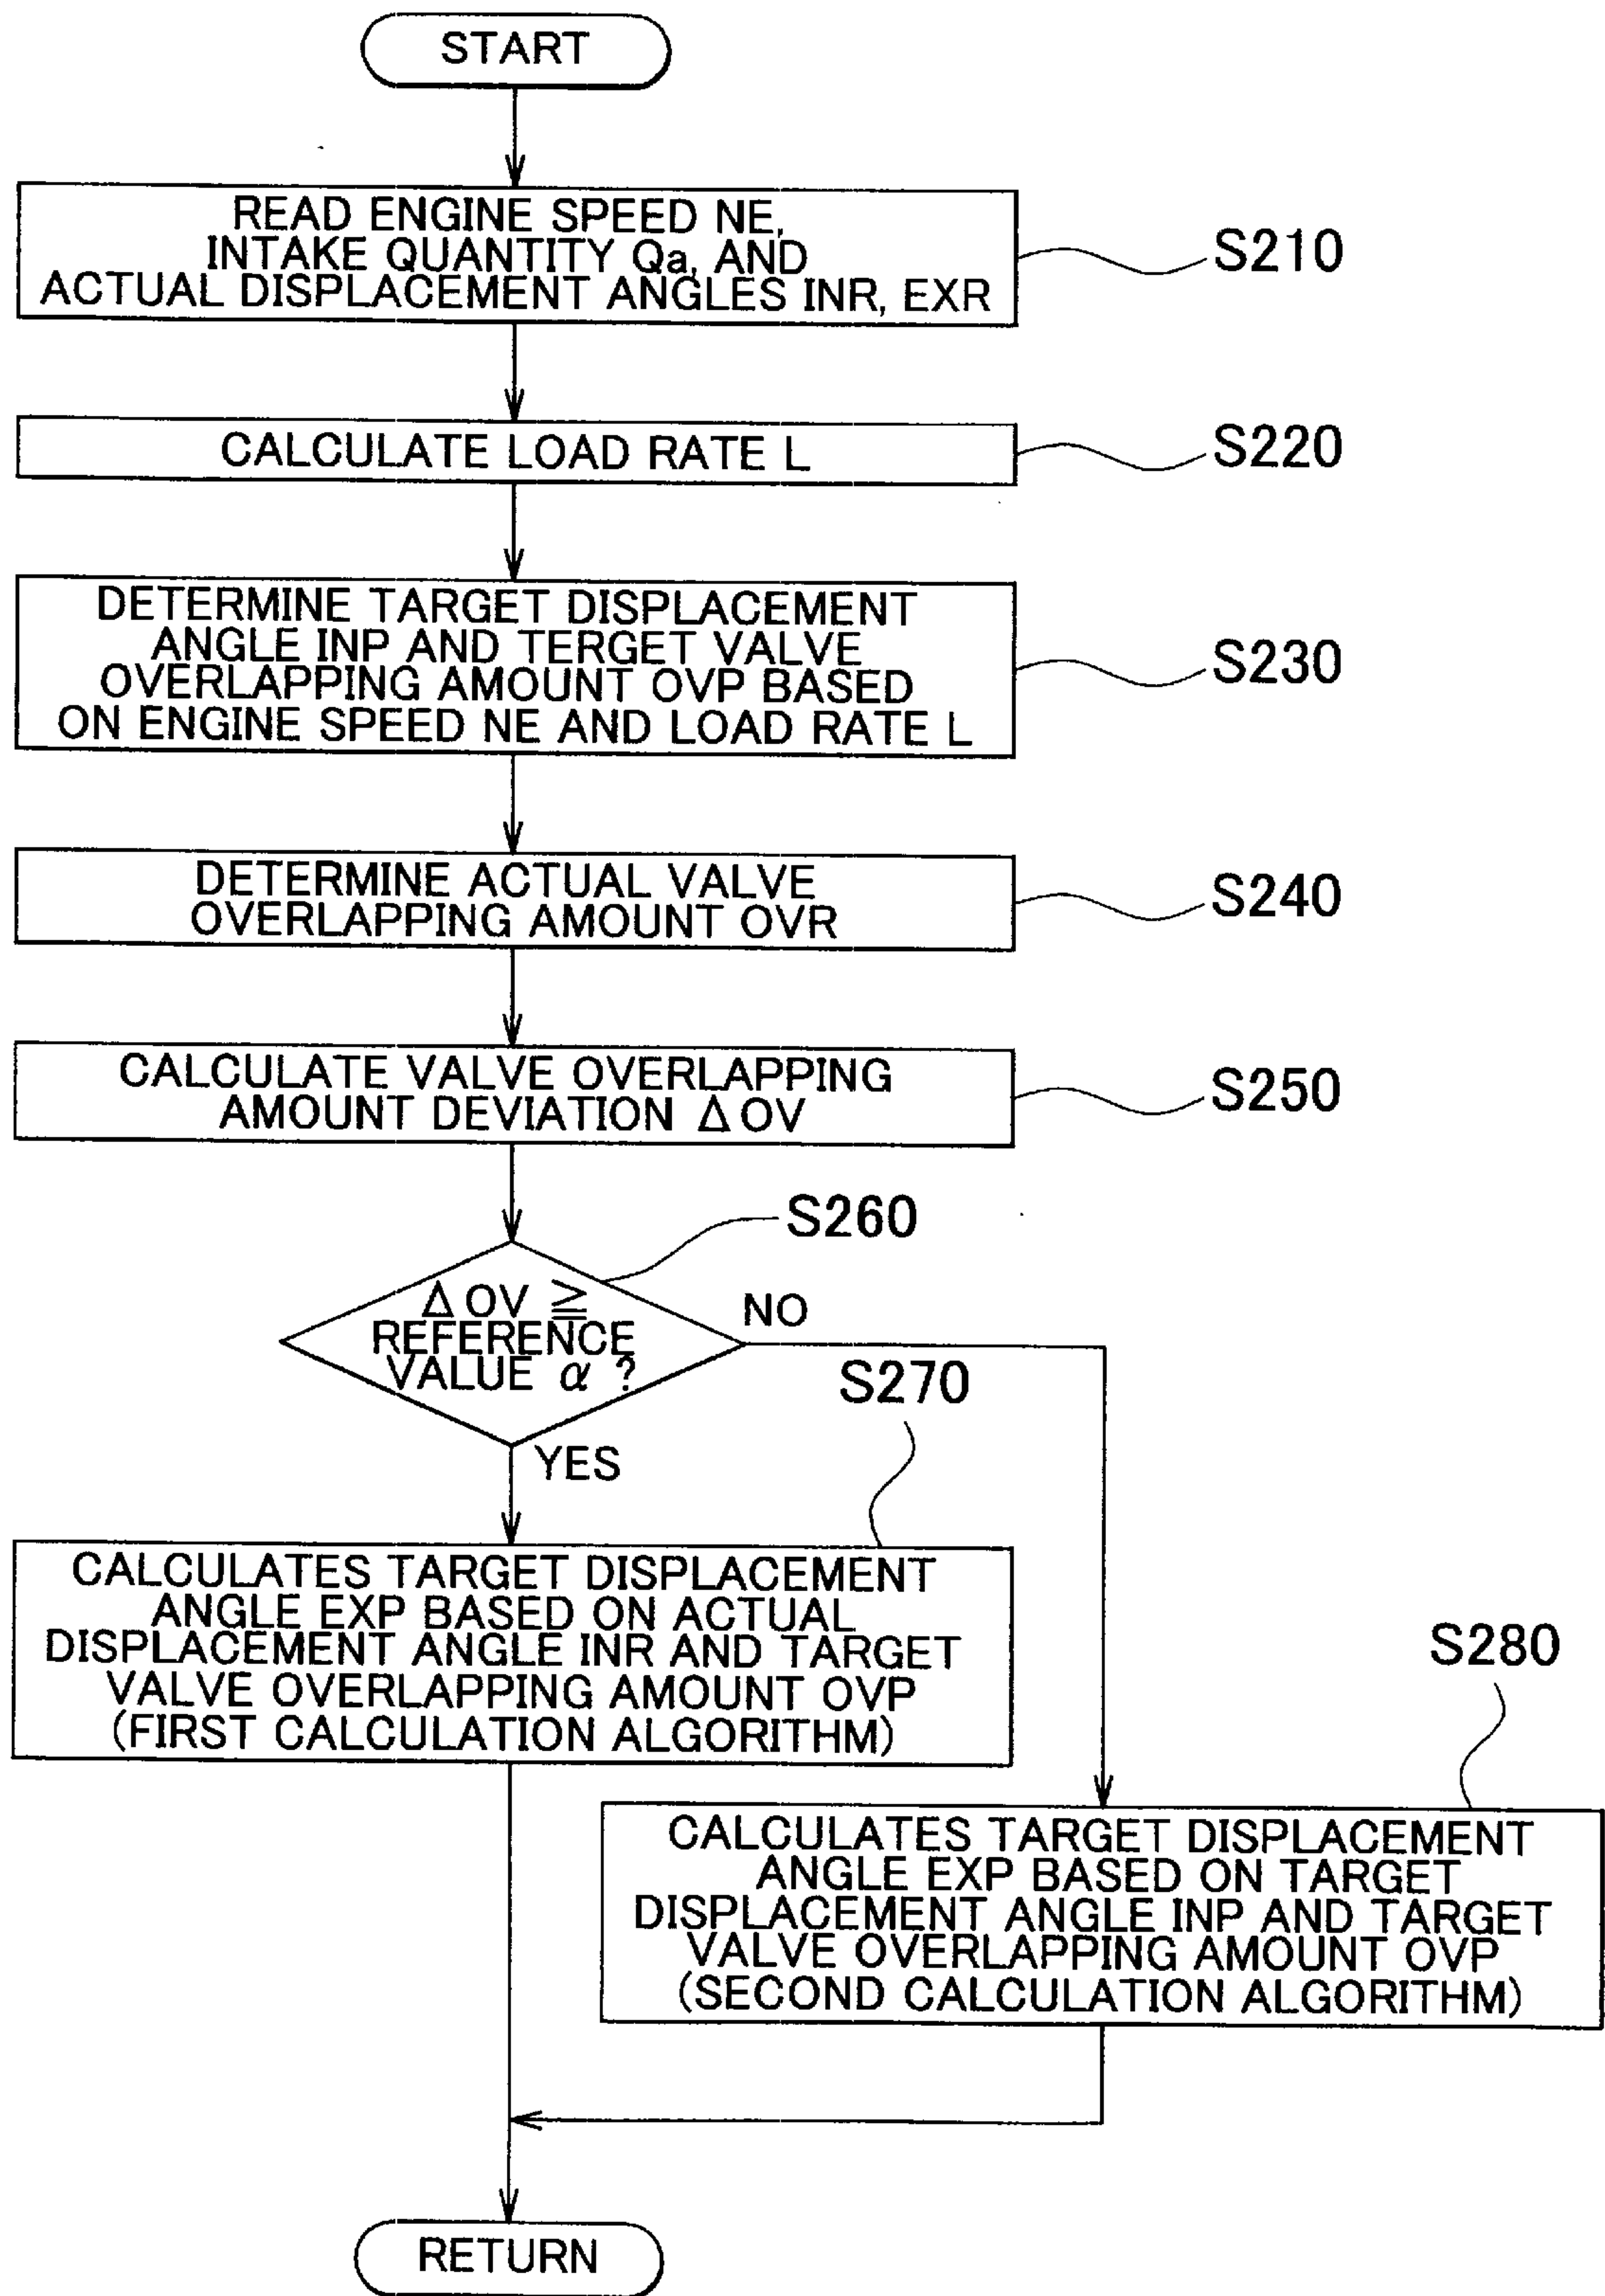 START
READ ENGINE SPEED NE,
INTAKE QUANTITY Qa, AND
ACTUAL DISPLACEMENT ANGLES INR, EXR
S210
CALCULATE LOAD RATE L
S220
DETERMINE TARGET DISPLACEMENT
ANGLE INP AND TERGET VALVE
OVERLAPPING AMOUNT OVP BASED
ON ENGINE SPEED NE AND LOAD RATE L
S230
DETERMINE ACTUAL VALVE
OVERLAPPING AMOUNT OVR
S240
CALCULATE VALVE OVERLAPPING
AMOUNT DEVIATION Δ OV
S250
S260
Δ OV ≧
REFERENCE
VALUE α ?
NO
YES
S270
CALCULATES TARGET DISPLACEMENT
ANGLE EXP BASED ON ACTUAL
DISPLACEMENT ANGLE INR AND TARGET
VALVE OVERLAPPING AMOUNT OVP
(FIRST CALCULATION ALGORITHM)
S280
CALCULATES TARGET DISPLACEMENT
ANGLE EXP BASED ON TARGET
DISPLACEMENT ANGLE INP AND TARGET
VALVE OVERLAPPING AMOUNT OVP
(SECOND CALCULATION ALGORITHM)
RETURN